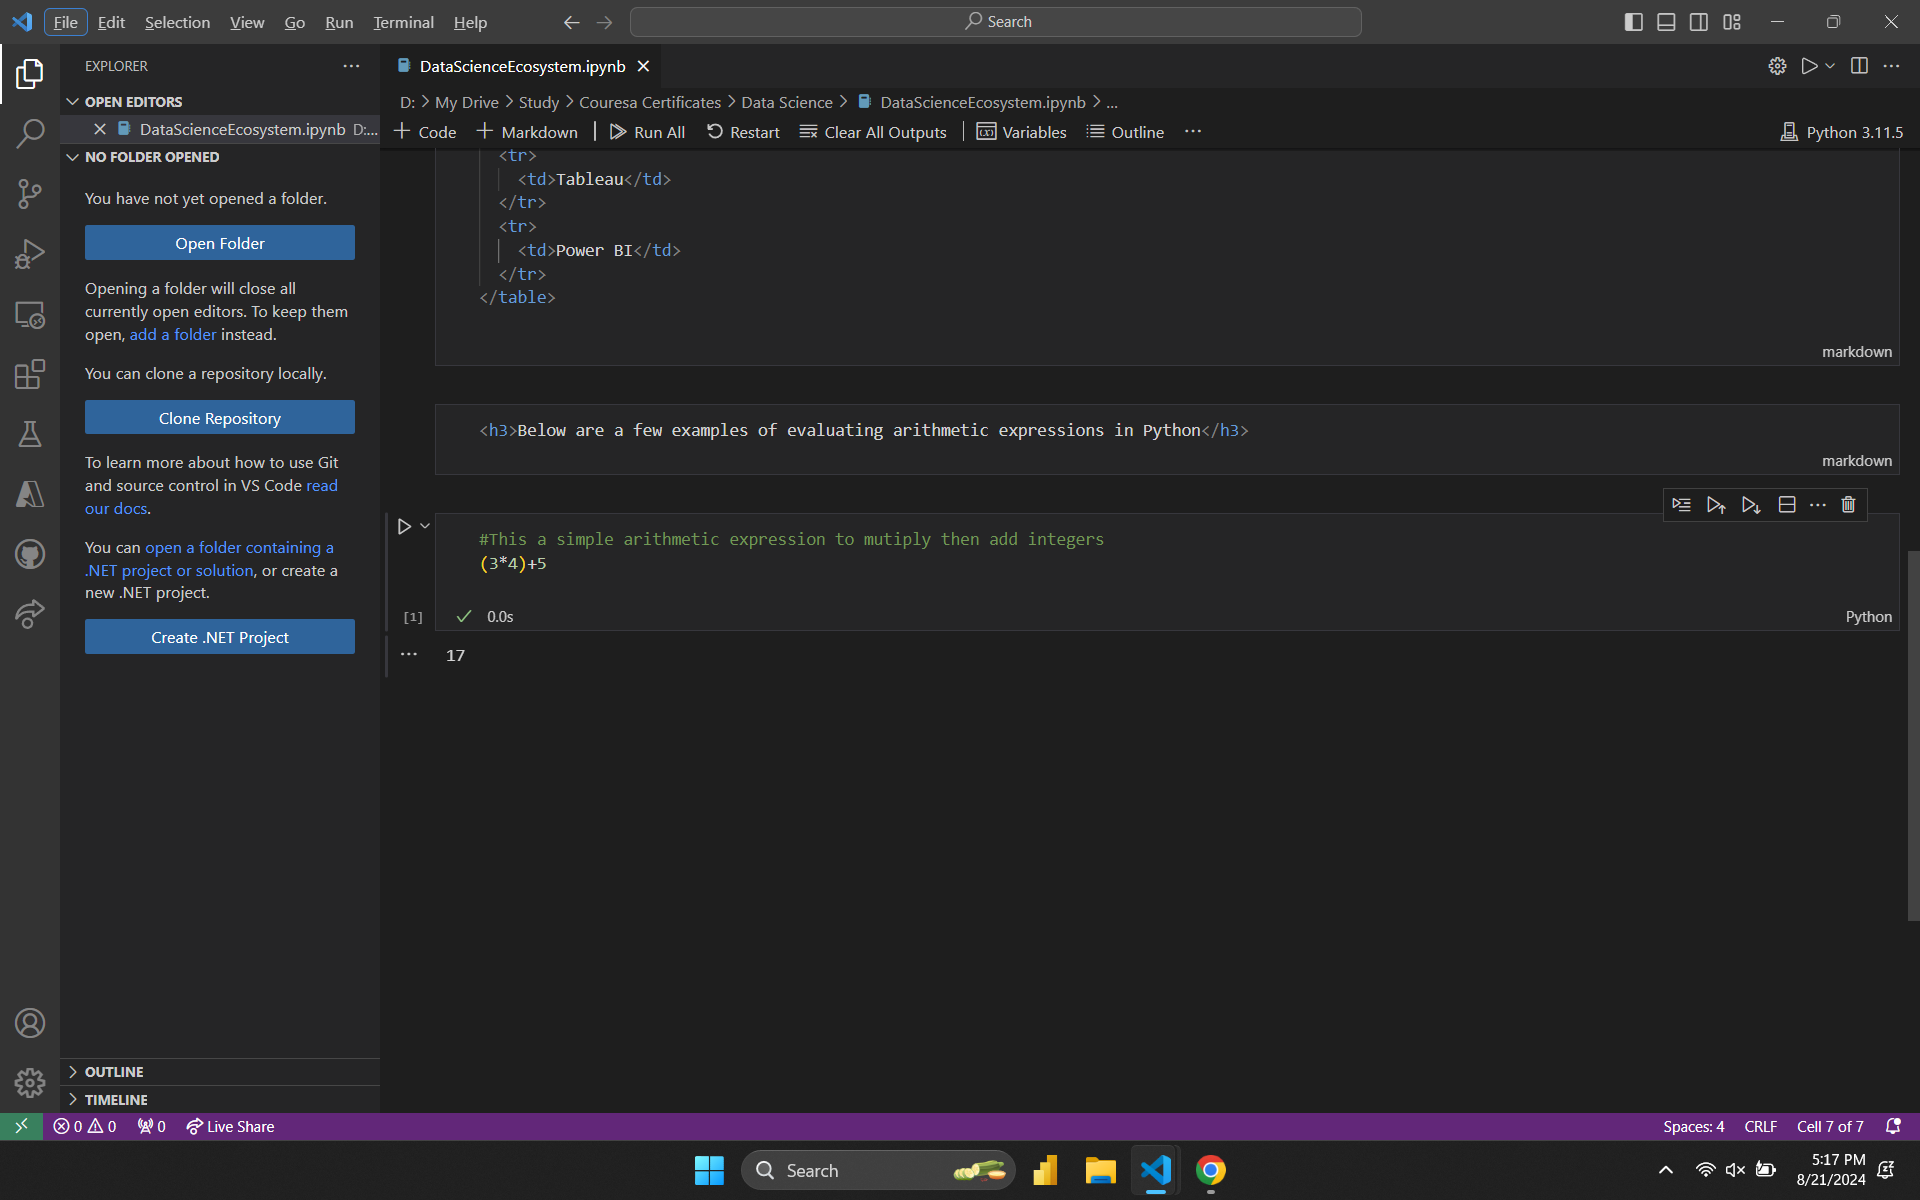 File Edit Selection View Go Run Terminal Help
Search
EXPLORER
OPEN EDITORS
DataScienceEcosystem.ipynb D:...
NO FOLDER OPENED
You have not yet opened a folder.
Open Folder
Opening a folder will close all
currently open editors. To keep them
open, add a folder instead.
You can clone a repository locally.
Clone Repository
To learn more about how to use Git
and source control in VS Code read
our docs.
You can open a folder containing a
.NET project or solution, or create a
new .NET project.
Create .NET Project
OUTLINE
TIMELINE
DataScienceEcosystem.ipynb
D: > My Drive > Study > Couresa Certificates > Data Science > DataScienceEcosystem.ipynb > ...
+ Code + Markdown | Run All Restart Clear All Outputs | Variables Outline ... Python 3.11.5
<tr>
<td>Tableau</td>
</tr>
<tr>
<td>Power BI</td>
</tr>
</table>
markdown
<h3>Below are a few examples of evaluating arithmetic expressions in Python</h3>
markdown
#This a simple arithmetic expression to mutiply then add integers
(3*4)+5
[1] 0.0s Python
... 17
0 0 0 Live Share Spaces: 4 CRLF Cell 7 of 7
Search
5:17 PM
8/21/2024